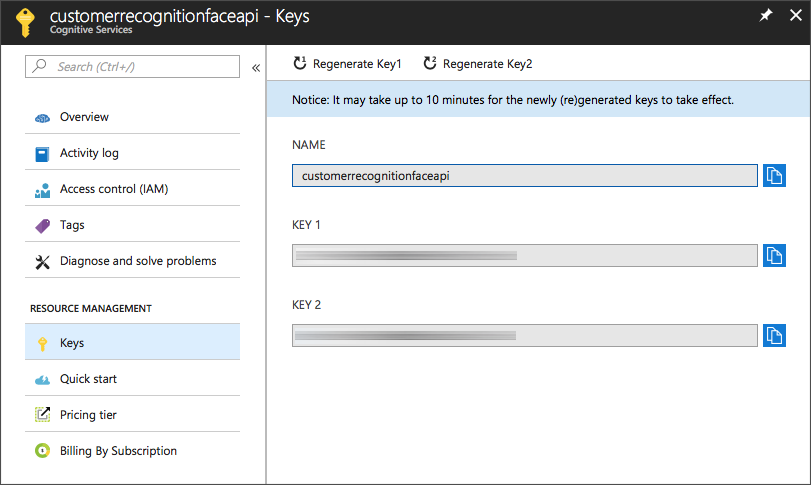 customerrecognitionfaceapi - Keys
Cognitive Services
Search (Ctrl+/)
«
Overview
Activity log
Access control (IAM)
Tags
Diagnose and solve problems
RESOURCE MANAGEMENT
Keys
Quick start
Pricing tier
Billing By Subscription
Regenerate Key1 Regenerate Key2
Notice: It may take up to 10 minutes for the newly (re)generated keys to take effect.
NAME
customerrecognitionfaceapi
KEY 1
KEY 2